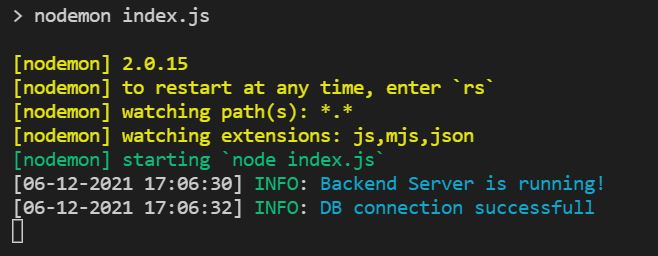 > nodemon index.js
[nodemon] 2.0.15
[nodemon] to restart at any time, enter `rs`
[nodemon] watching path(s): *.*
[nodemon] watching extensions: js,mjs,json
[nodemon] starting `node index.js`
[06-12-2021 17:06:30] INFO: Backend Server is running!
[06-12-2021 17:06:32] INFO: DB connection successfull